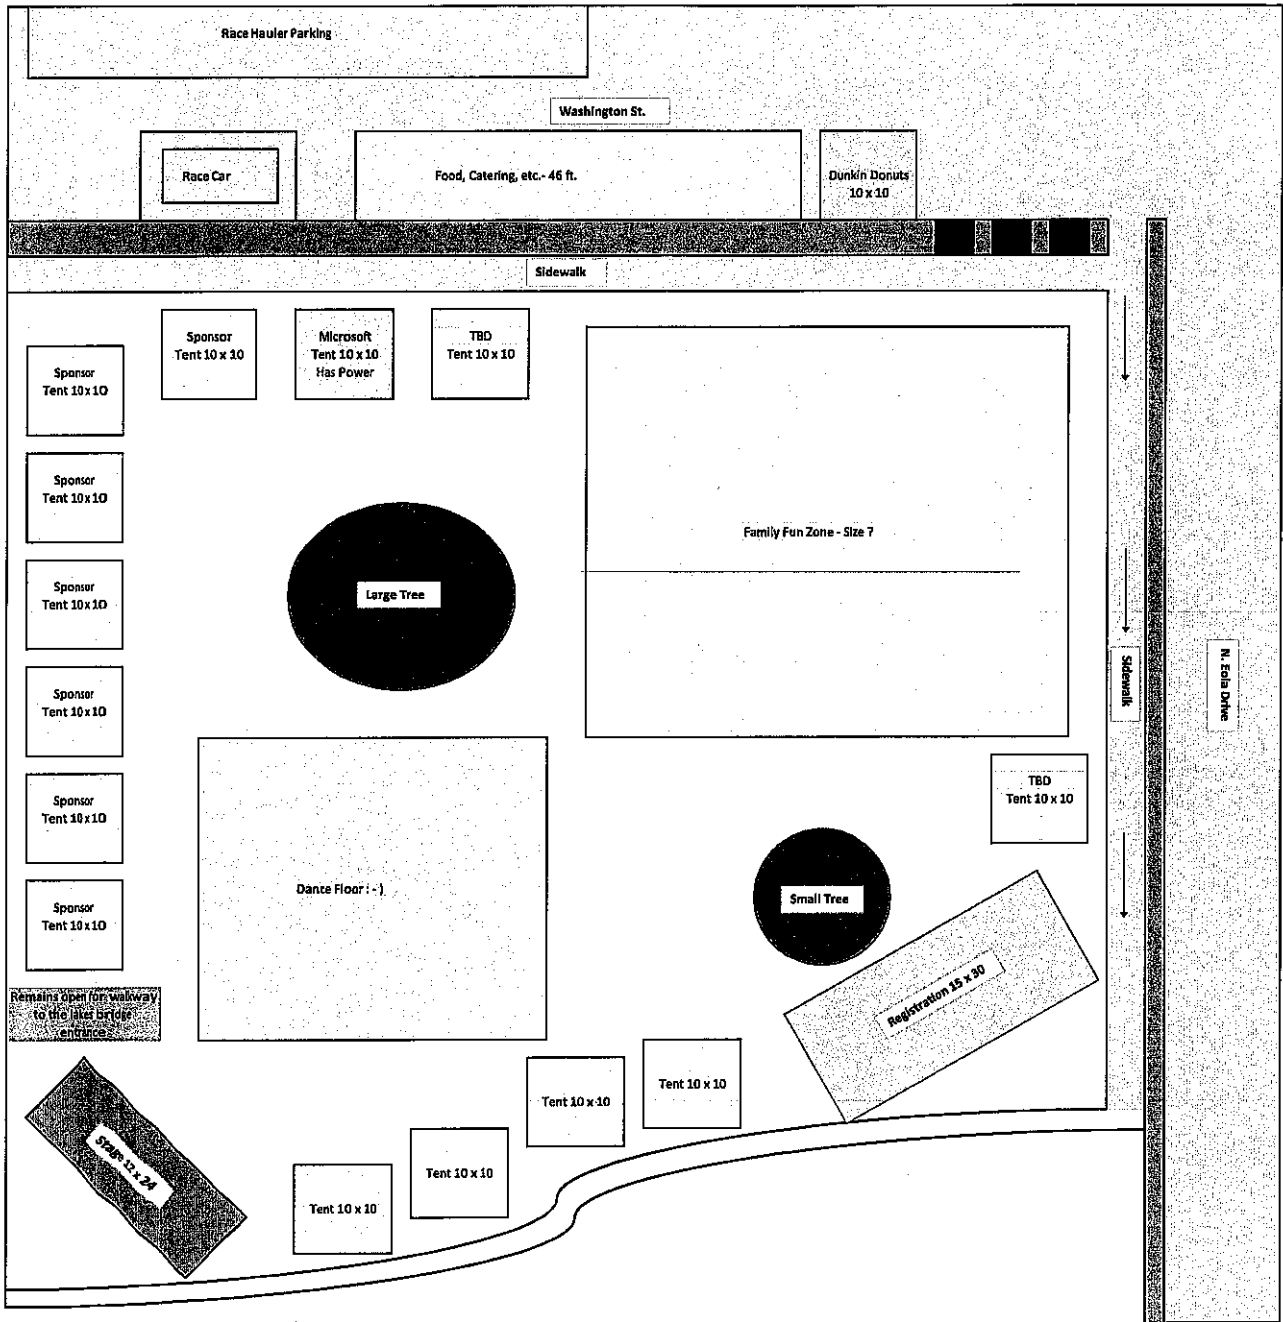 Race Hauler Parking
Washington St.
Race Car
Food, Catering, etc.- 46 ft.
Dunkin Donuts
10 x 10
Sidewalk
Sponsor
Tent 10 x 10
Microsoft
Tent 10 x 10
Has Power
TBD
Tent 10 x 10
Sponsor
Tent 10 x 10
Sponsor
Tent 10 x 10
Sponsor
Tent 10 x 10
Sponsor
Tent 10 x 10
Sponsor
Tent 10 x 10
Sponsor
Tent 10 x 10
Large Tree
Family Fun Zone - Size ?
Sidewalk
N. Eola Drive
TBD
Tent 10 x 10
Dance Floor : - )
Small Tree
Registration 15 x 30
Remains open for walkway
to the lakes bridge
entrance
Stage 12 x 24
Tent 10 x 10
Tent 10 x 10
Tent 10 x 10
Tent 10 x 10